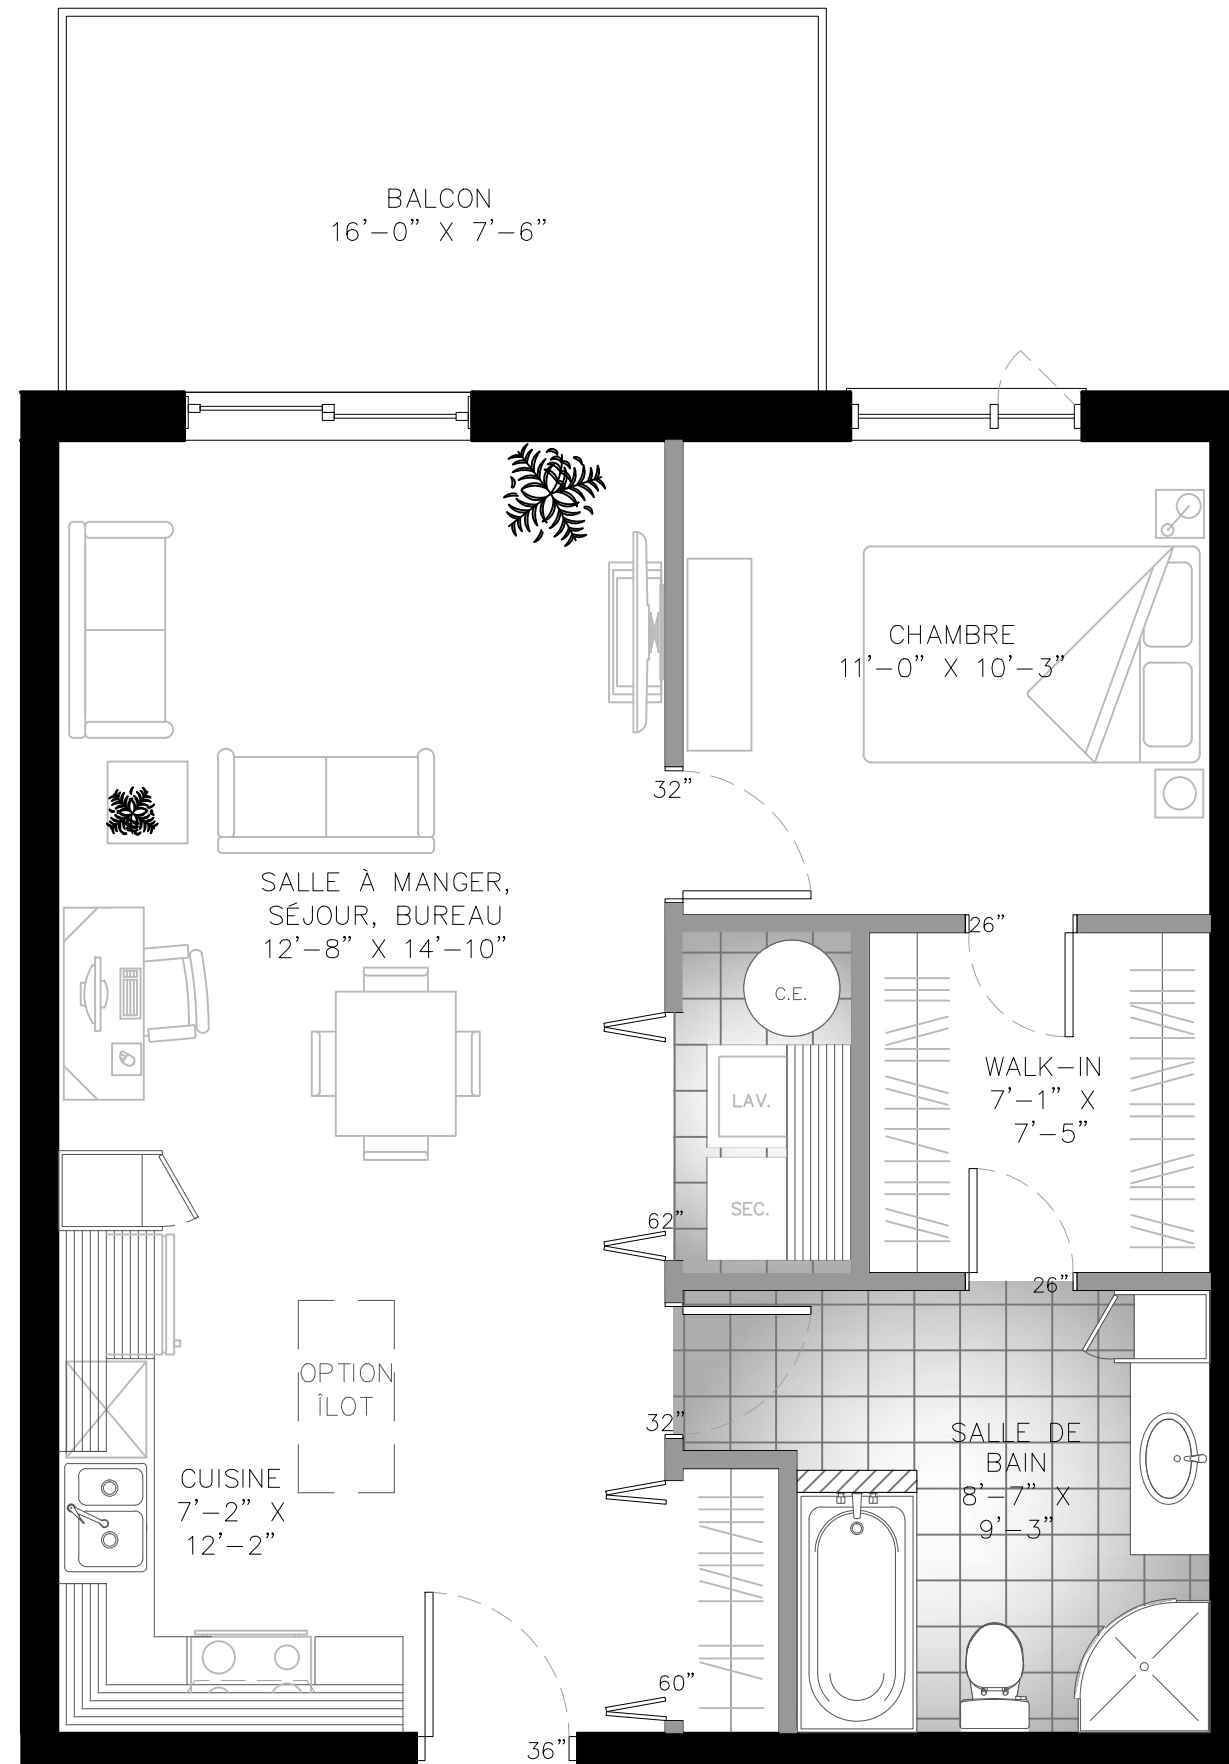 BALCON
16'-0" X 7'-6"
CHAMBRE
11'-0" X 10'-3"
32"
SALLE À MANGER,
SÉJOUR, BUREAU
12'-8" X 14'-10"
26"
C.E.
WALK-IN
7'-1" X
7'-5"
LAV.
SEC.
62"
26"
OPTION
ÎLOT
32"
SALLE DE
BAIN
8'-7" X
9'-3"
CUISINE
7'-2" X
12'-2"
60"
36"